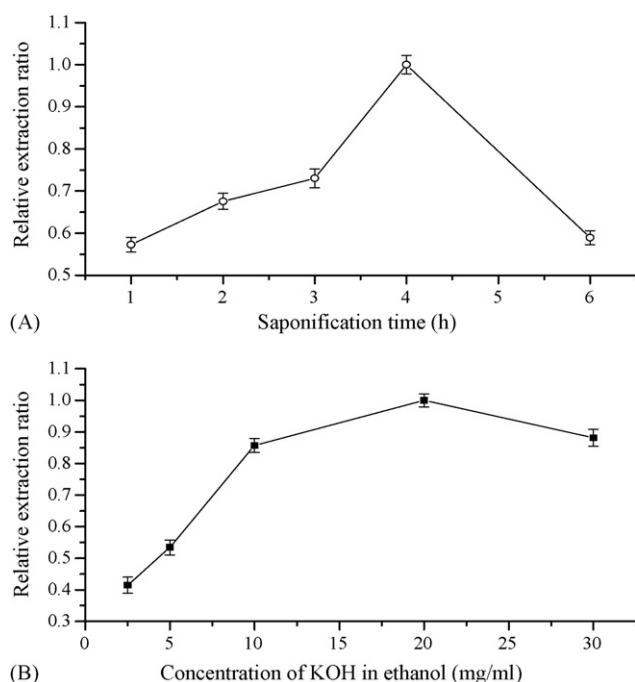 1.1
1.0
0.9
0.8
0.7
0.6
0.5
Relative extraction ratio
1 2 3 4 5 6
(A) Saponification time (h)
1.1
1.0
0.9
0.8
0.7
0.6
0.5
0.4
0.3
Relative extraction ratio
0 5 10 15 20 25 30
(B) Concentration of KOH in ethanol (mg/ml)